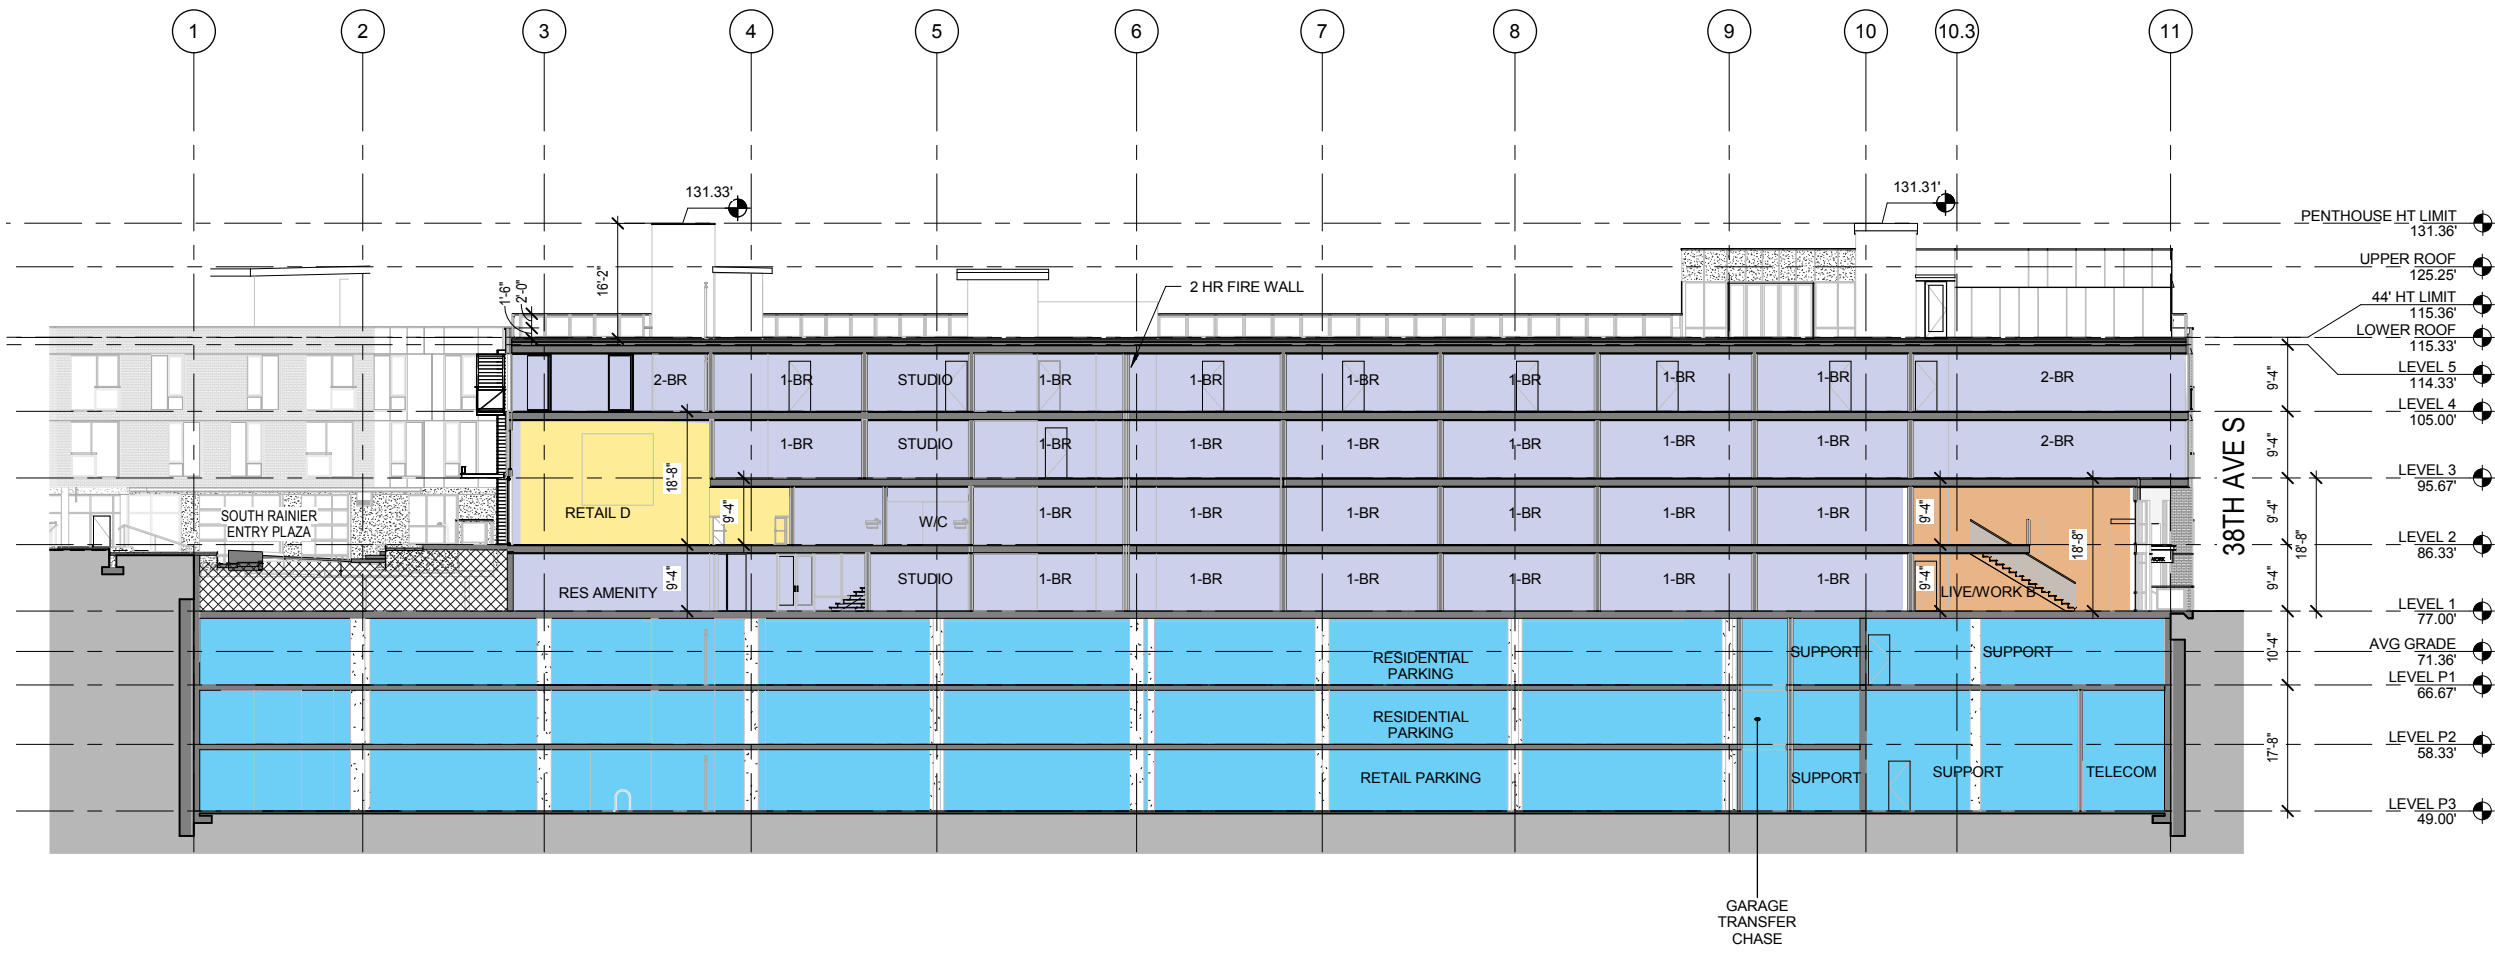 1 2 3 4 5 6 7 8 9 10 10.3 11
131.33'
131.31'
PENTHOUSE HT LIMIT
131.36'
UPPER ROOF
125.25'
44' HT LIMIT
115.36'
LOWER ROOF
115.33'
LEVEL 5
114.33'
LEVEL 4
105.00'
LEVEL 3
95.67'
LEVEL 2
86.33'
LEVEL 1
77.00'
AVG GRADE
71.36'
LEVEL P1
66.67'
LEVEL P2
58.33'
LEVEL P3
49.00'
16'-2"
1'-6"
2'-0"
2 HR FIRE WALL
2-BR 1-BR STUDIO 1-BR 1-BR 1-BR 1-BR 1-BR 1-BR 2-BR
9'-4"
1-BR STUDIO 1-BR 1-BR 1-BR 1-BR 1-BR 1-BR 2-BR
9'-4"
18'-8"
RETAIL D
9'-4"
W/C 1-BR 1-BR 1-BR 1-BR 1-BR 1-BR
9'-4"
18'-8"
9'-4"
18'-8"
38TH AVE S
SOUTH RAINIER
ENTRY PLAZA
RES AMENITY
9'-4"
STUDIO 1-BR 1-BR 1-BR 1-BR 1-BR 1-BR
9'-4"
LIVE/WORK B
9'-4"
RESIDENTIAL
PARKING
SUPPORT SUPPORT
10'-4"
RESIDENTIAL
PARKING
RETAIL PARKING
SUPPORT SUPPORT TELECOM
17'-8"
GARAGE
TRANSFER
CHASE